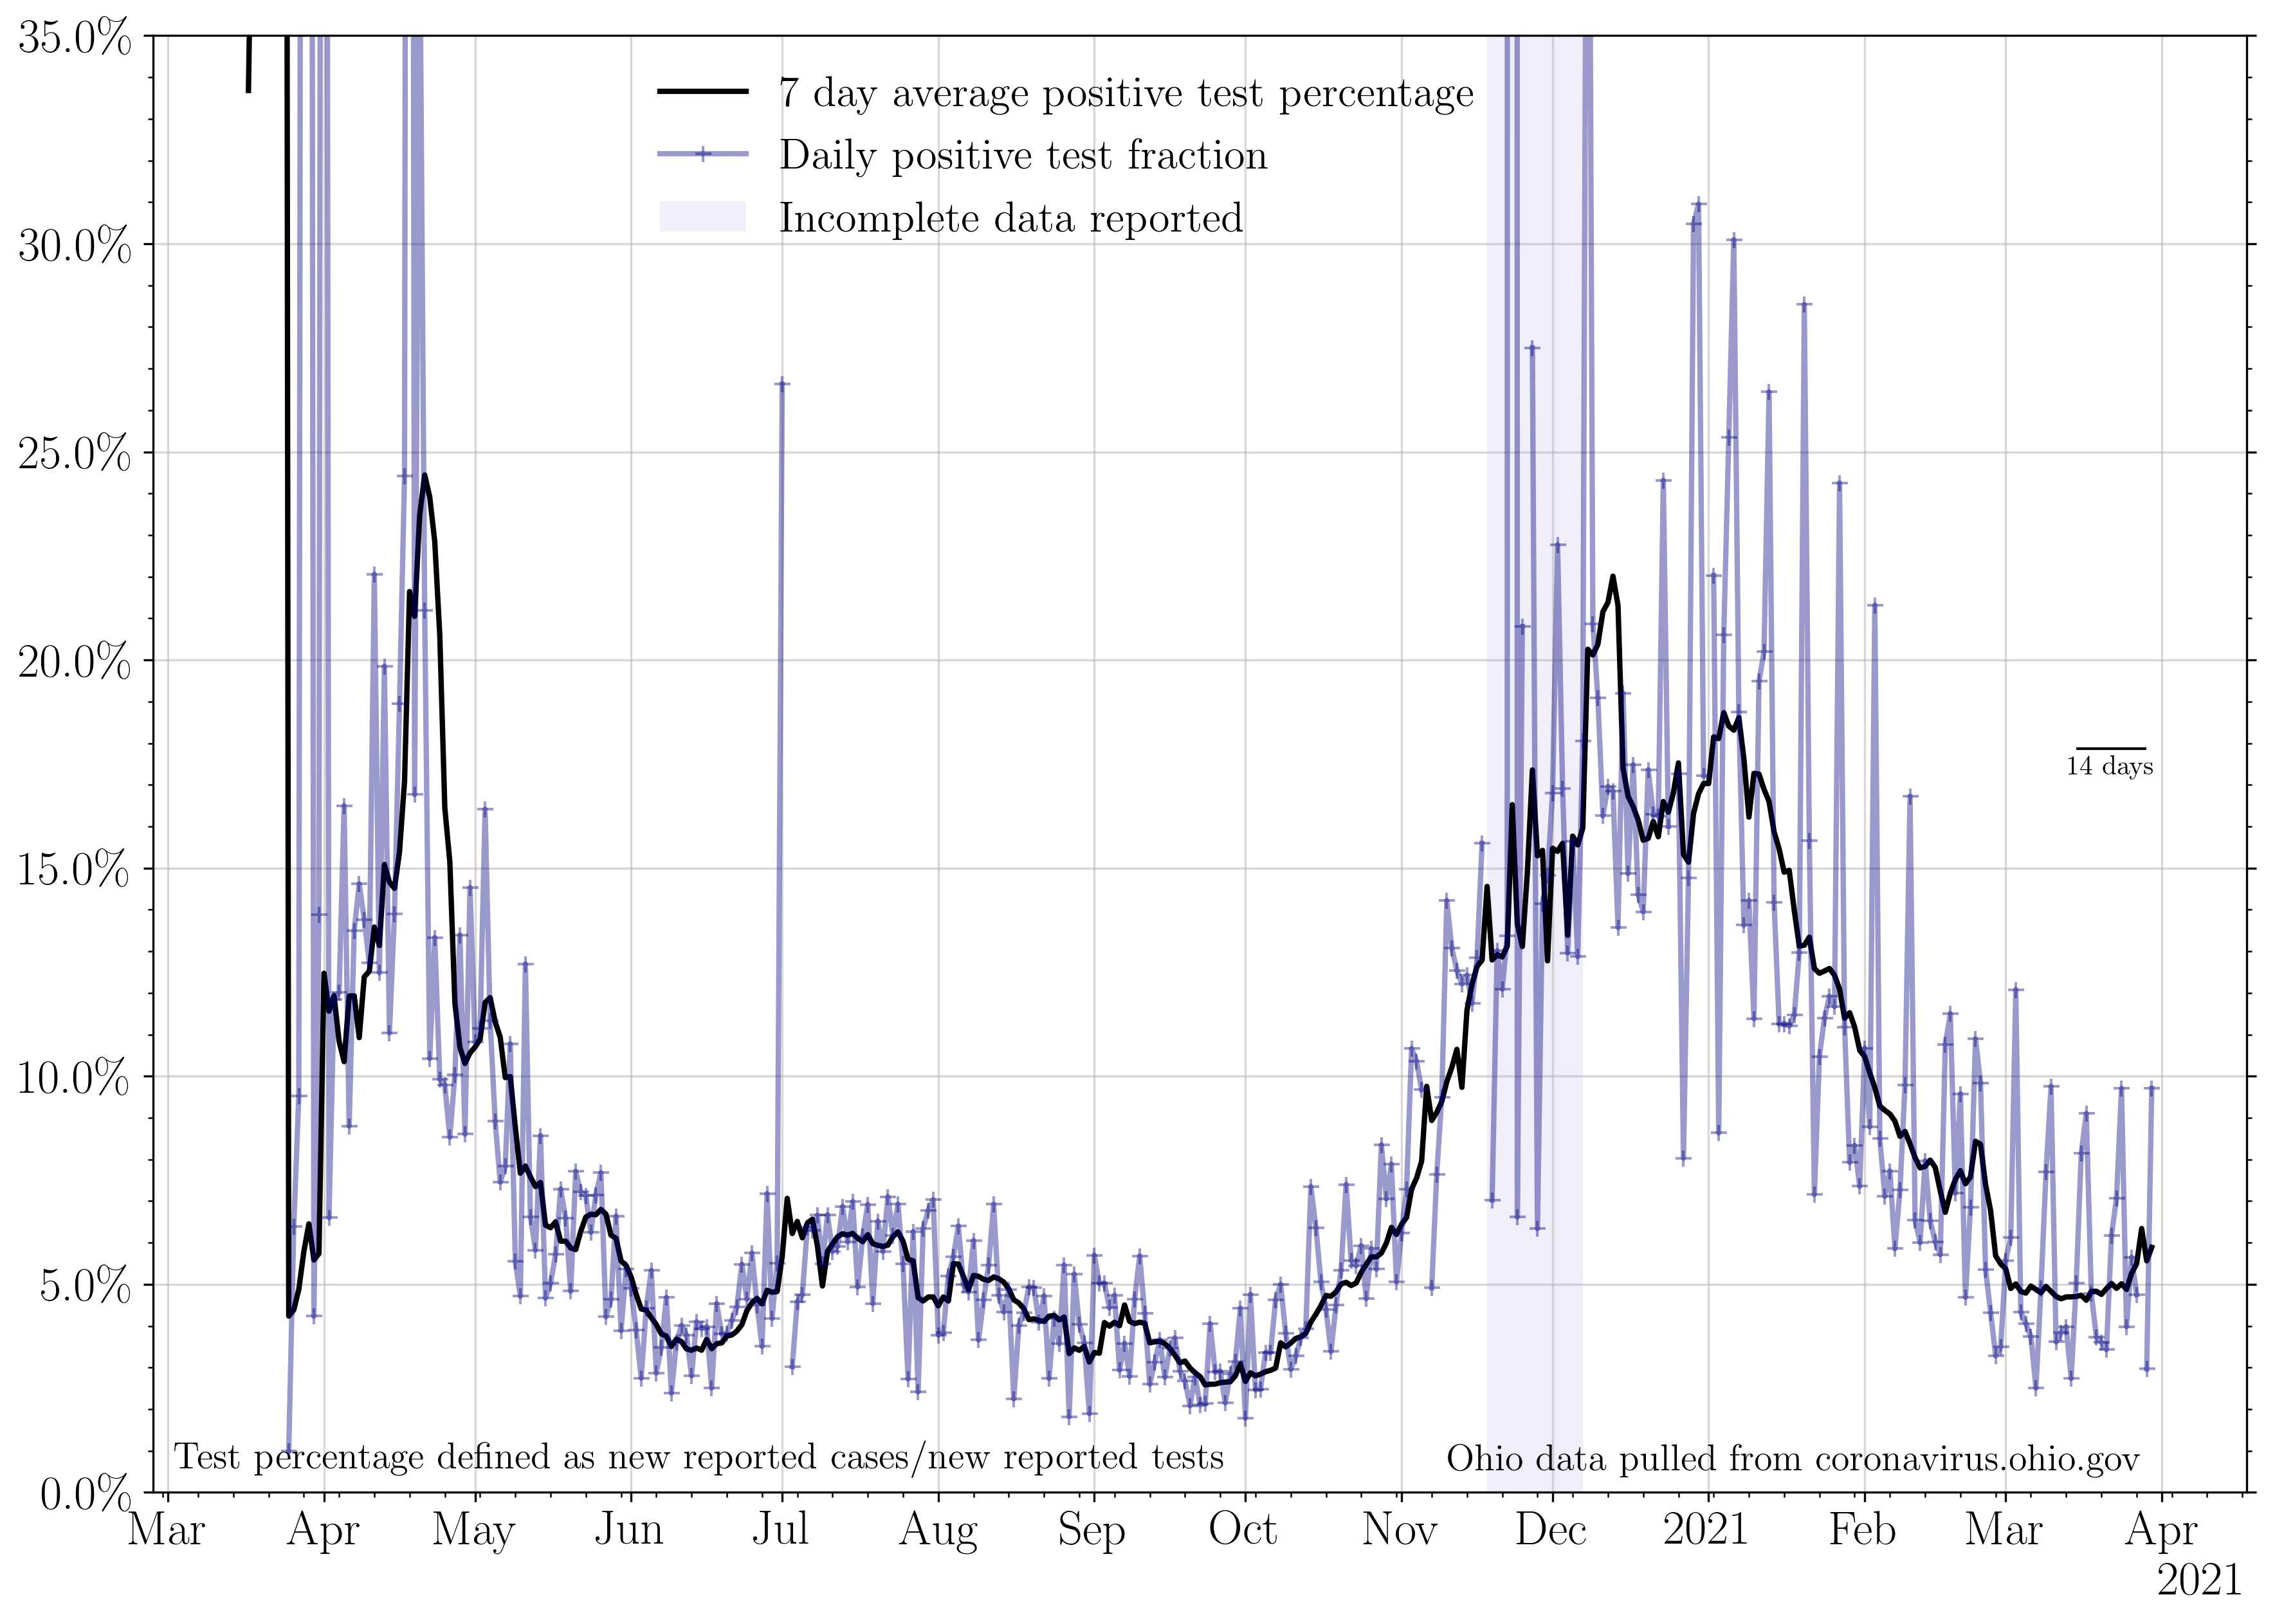 35.0%
30.0%
25.0%
20.0%
15.0%
10.0%
5.0%
0.0%
7 day average positive test percentage
Daily positive test fraction
Incomplete data reported
14 days
Test percentage defined as new reported cases/new reported tests
Ohio data pulled from coronavirus.ohio.gov
Mar Apr May Jun Jul Aug Sep Oct Nov Dec 2021 Feb Mar Apr
2021